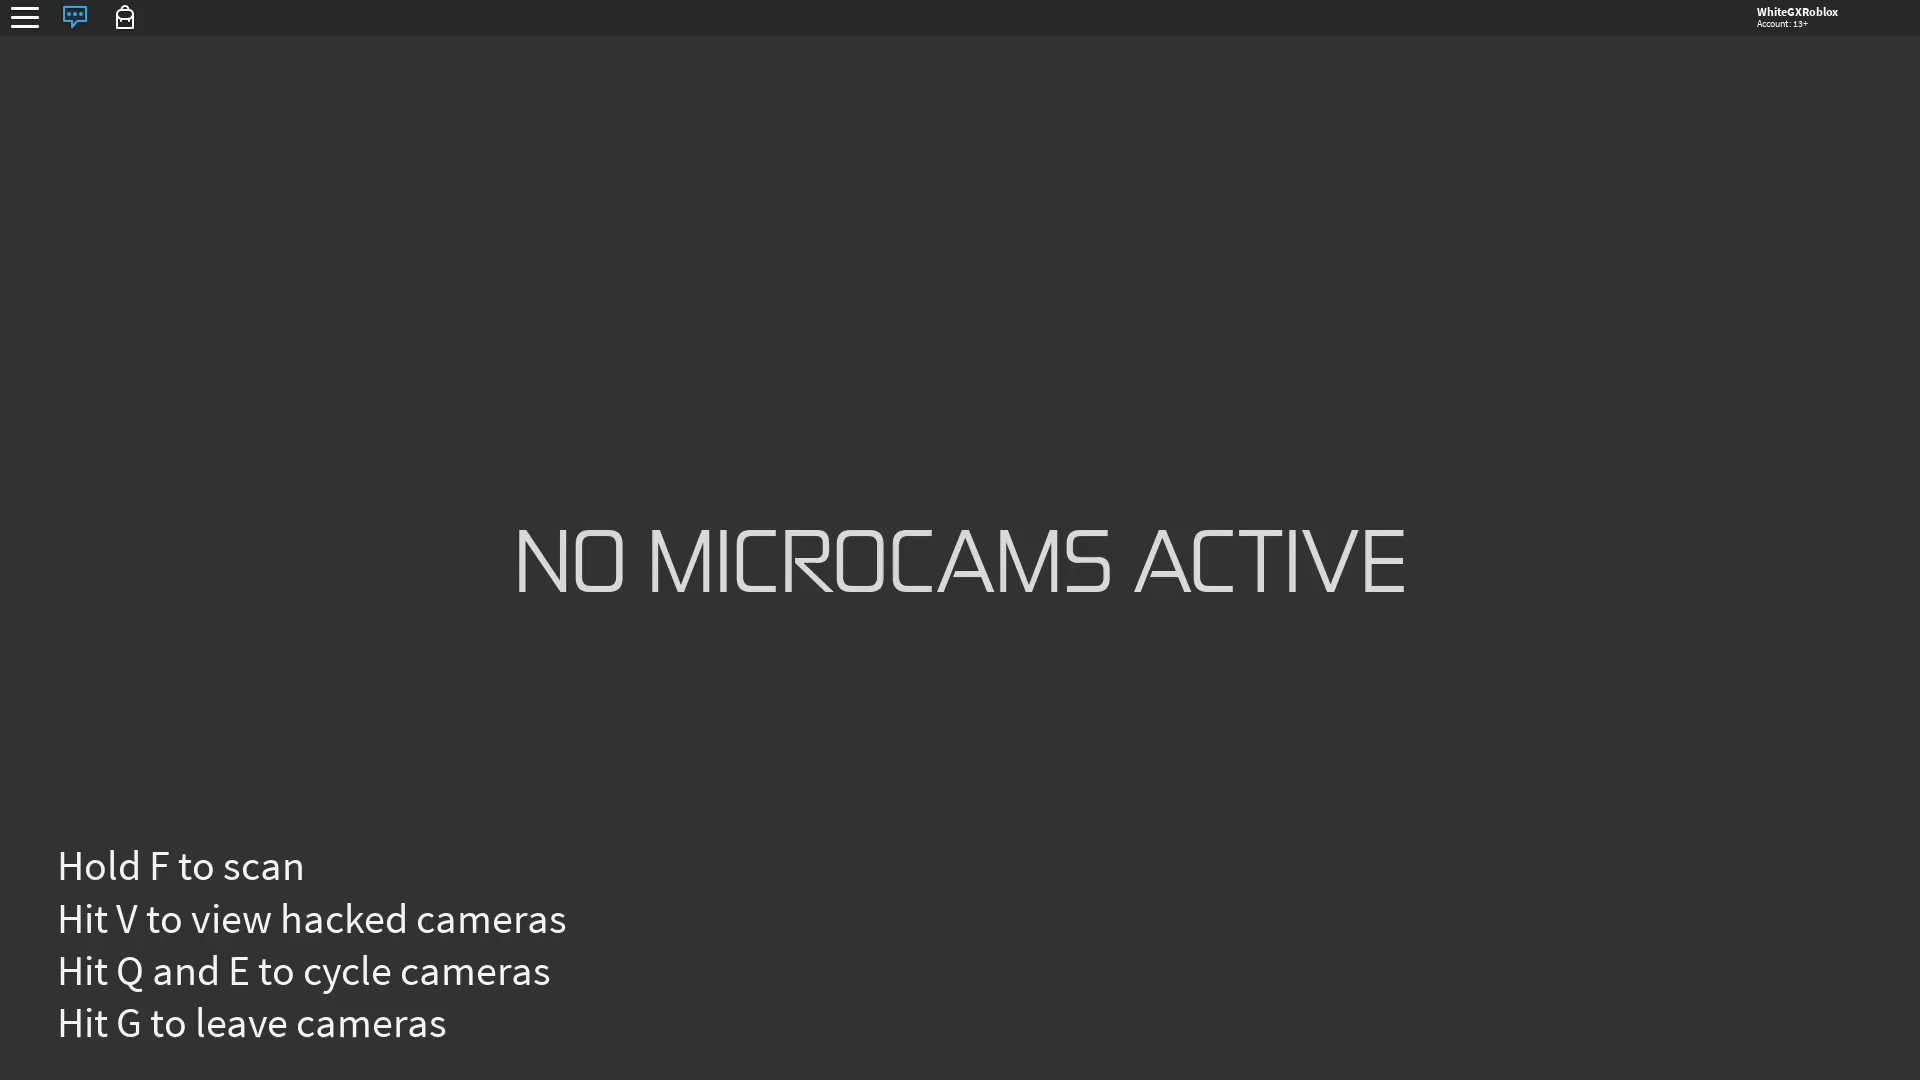 WhiteGXRoblox
Account: 13+
NO MICROCAMS ACTIVE
Hold F to scan
Hit V to view hacked cameras
Hit Q and E to cycle cameras
Hit G to leave cameras